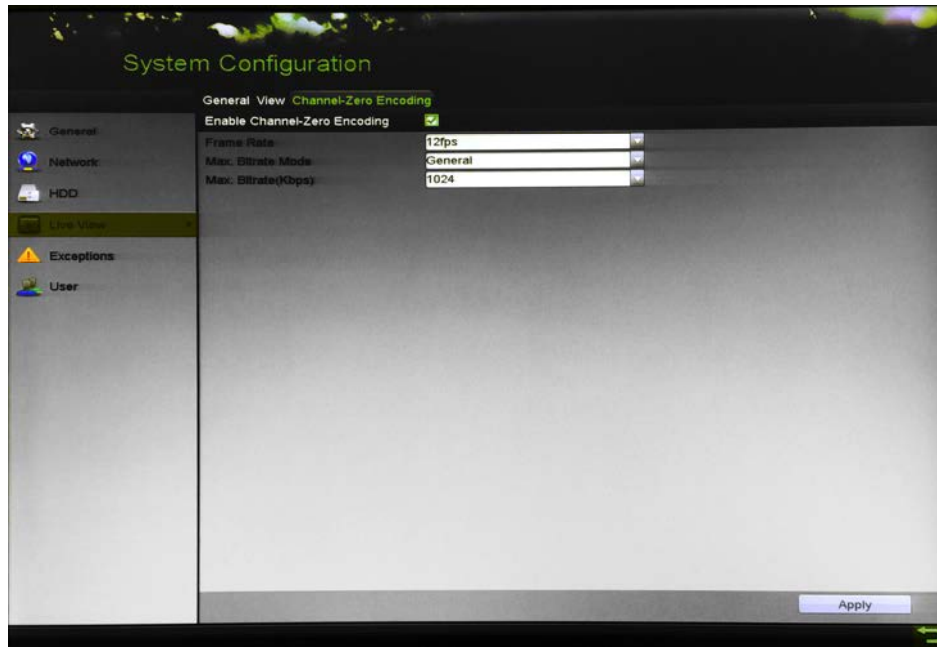 System Configuration
General View Channel-Zero Encoding
Enable Channel-Zero Encoding
Frame Rate 12fps
Max. Bitrate Mode General
Max. Bitrate(Kbps) 1024
General
Network
HDD
Live View
Exceptions
User
Apply